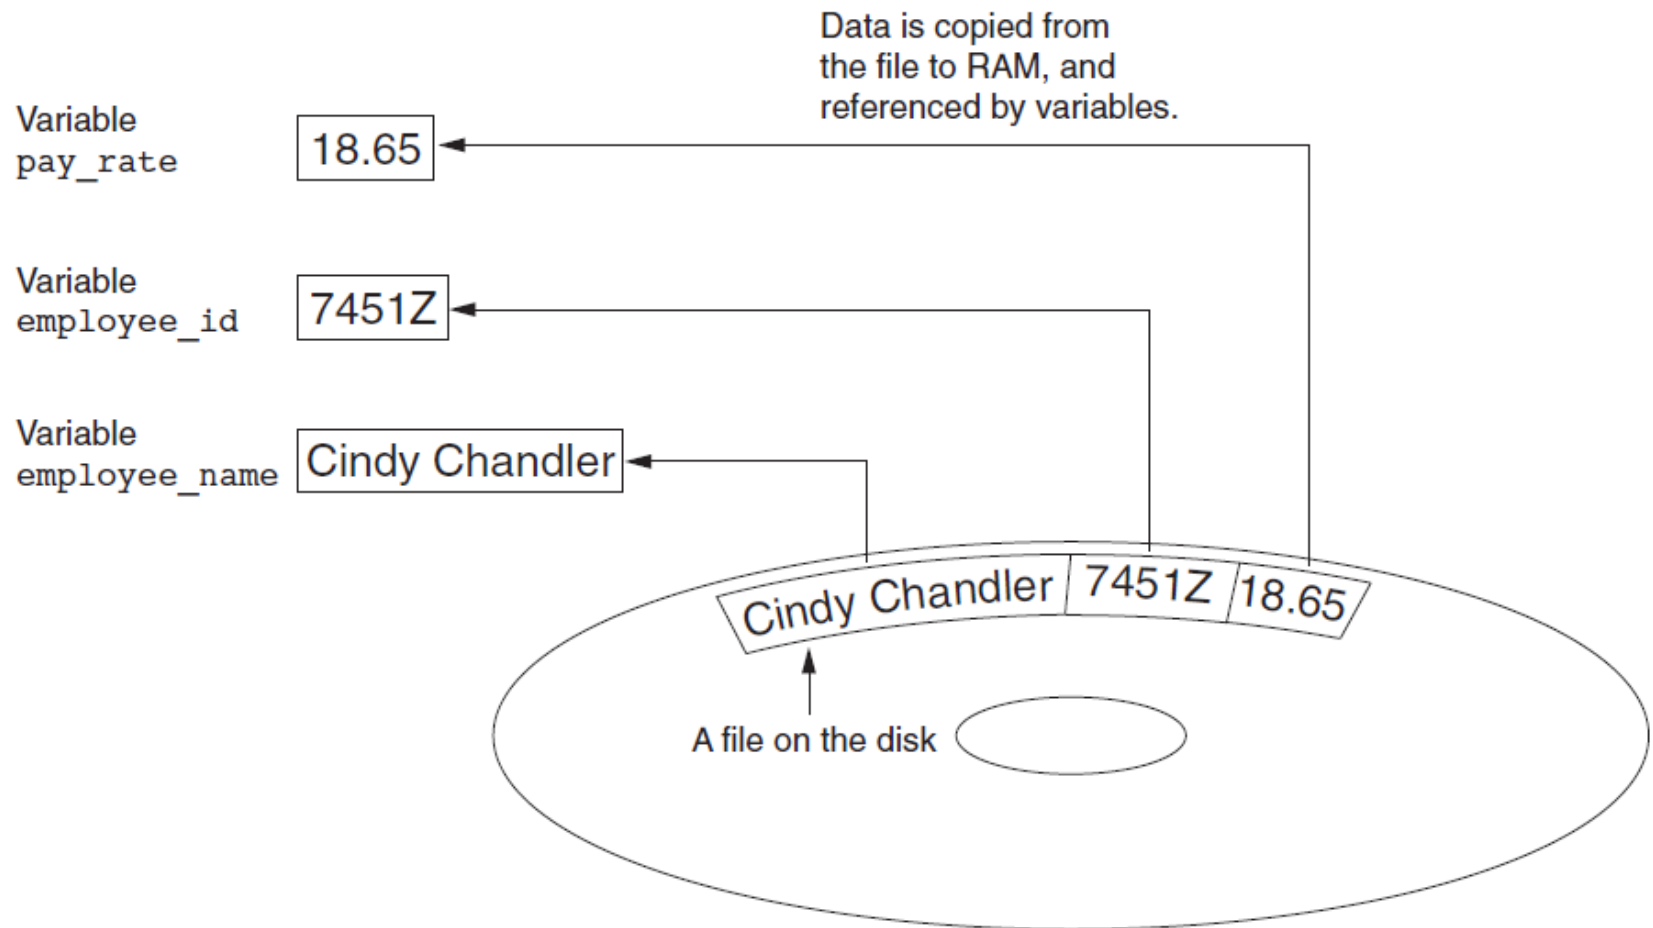 Data is copied from
the file to RAM, and
referenced by variables.
Variable
pay_rate
18.65
Variable
employee_id
7451Z
Variable
employee_name
Cindy Chandler
Cindy Chandler 7451Z 18.65
A file on the disk